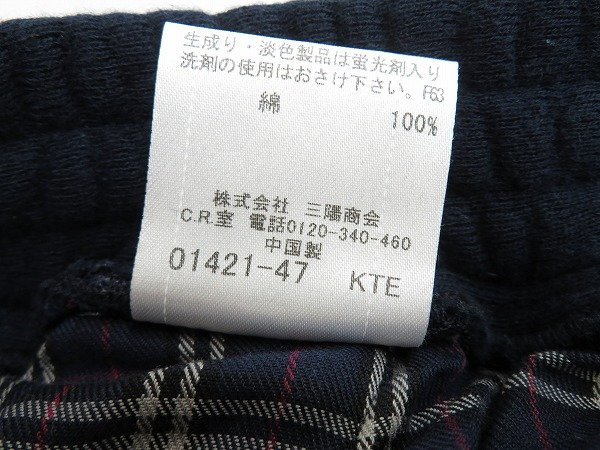 生成り・淡色製品は蛍光剤入り
洗剤の使用はおさけ下さい。F63
綿 100%
株式会社 三陽商会
C.R.室 電話0120-340-460
中国製
01421-47 KTE